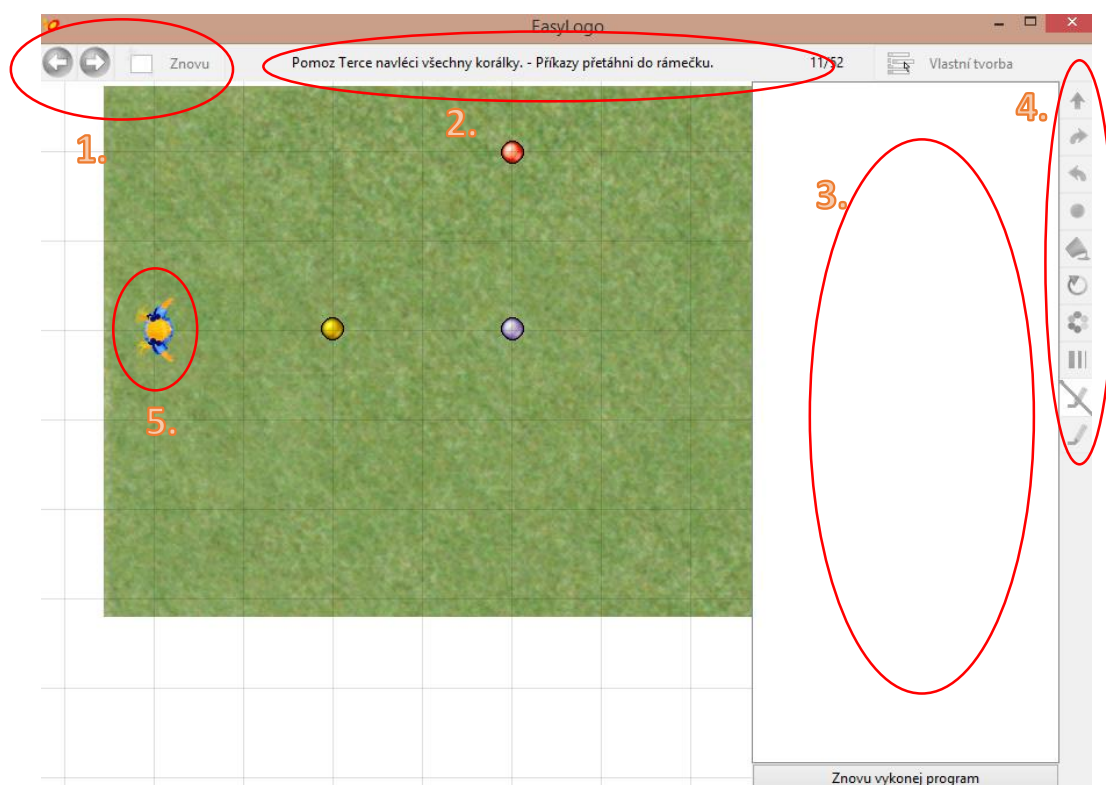 EasyLogo
Znovu
Pomoz Terce navléci všechny korálky. - Příkazy přetáhni do rámečku.
11/52
Vlastní tvorba
1.
2.
3.
4.
5.
Znovu vykonej program